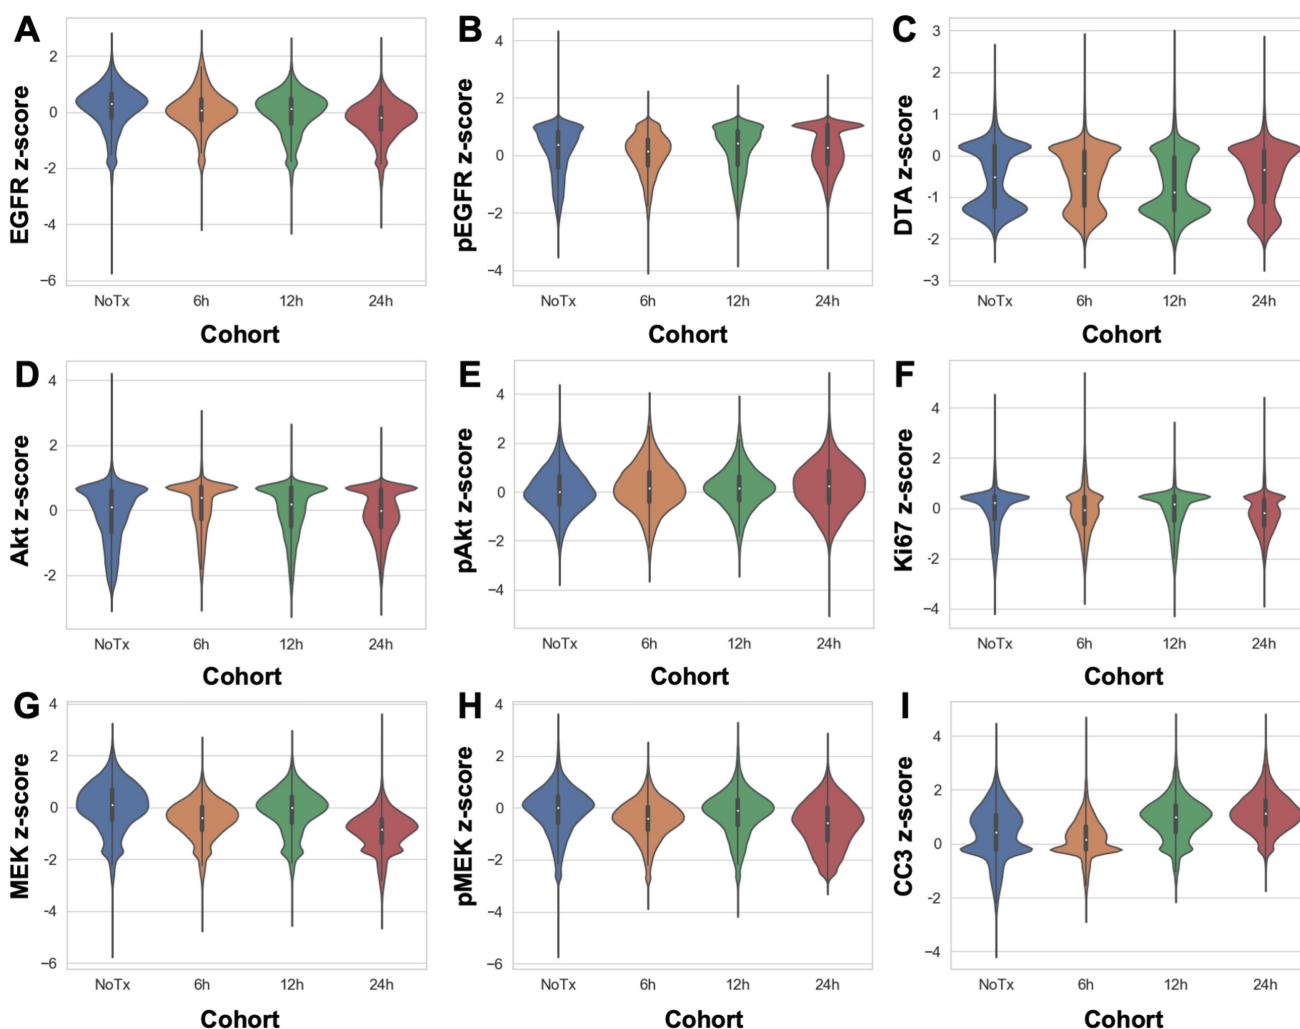 A
EGFR z-score
2
0
−2
−4
−6
NoTx 6h 12h 24h
Cohort
B
pEGFR z-score
4
2
0
−2
−4
NoTx 6h 12h 24h
Cohort
C
DTA z-score
3
2
1
0
−1
−2
−3
NoTx 6h 12h 24h
Cohort
D
Akt z-score
4
2
0
−2
NoTx 6h 12h 24h
Cohort
E
pAkt z-score
4
2
0
−2
−4
NoTx 6h 12h 24h
Cohort
F
Ki67 z-score
4
2
0
−2
−4
NoTx 6h 12h 24h
Cohort
G
MEK z-score
4
2
0
−2
−4
−6
NoTx 6h 12h 24h
Cohort
H
pMEK z-score
4
2
0
−2
−4
−6
NoTx 6h 12h 24h
Cohort
I
CC3 z-score
4
2
0
−2
−4
NoTx 6h 12h 24h
Cohort